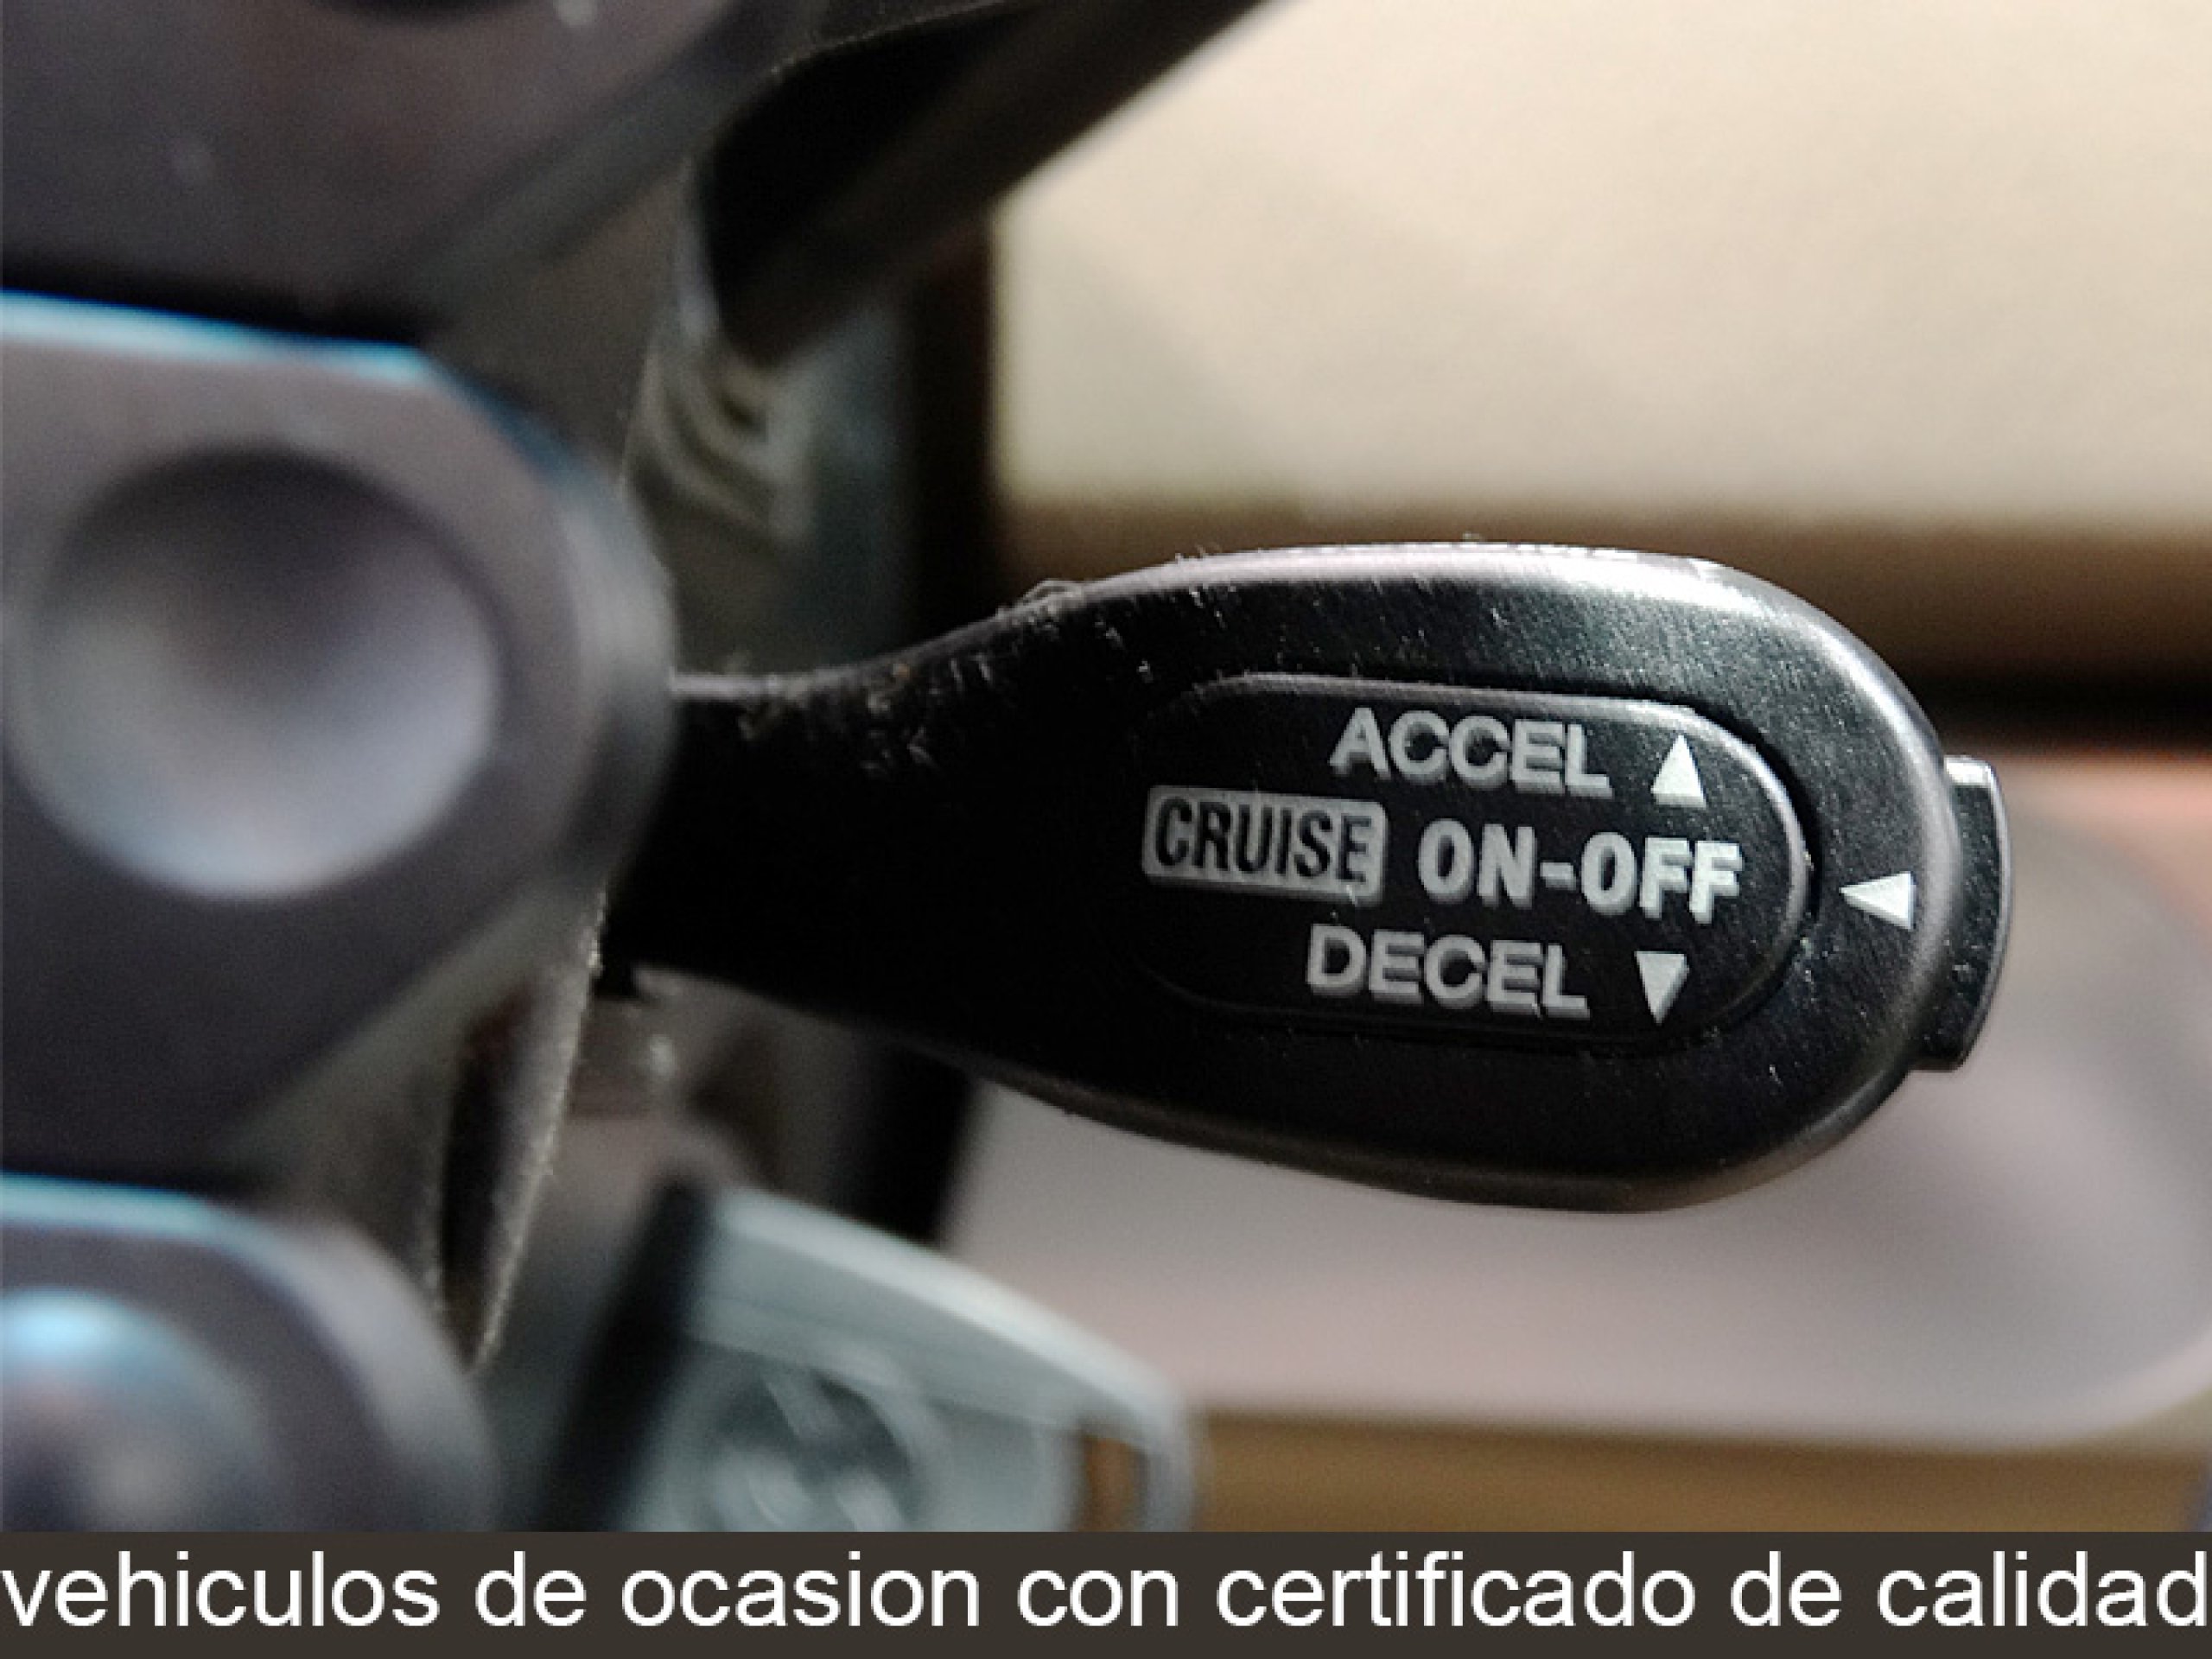 ACCEL ▲
CRUISE ON-OFF ◀
DECEL ▼
vehiculos de ocasion con certificado de calidad